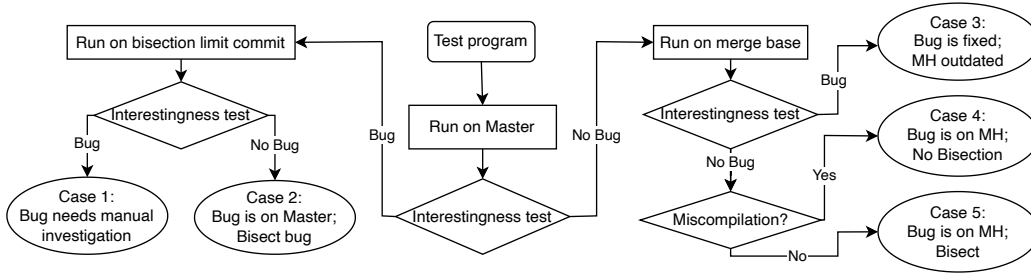 Test program
Run on Master
Interestingness test
Bug
No Bug
Run on bisection limit commit
Interestingness test
Bug
No Bug
Case 1:
Bug needs manual
investigation
Case 2:
Bug is on Master;
Bisect bug
Run on merge base
Interestingness test
Bug
No Bug
Case 3:
Bug is fixed;
MH outdated
Miscompilation?
Yes
No
Case 4:
Bug is on MH;
No Bisection
Case 5:
Bug is on MH;
Bisect